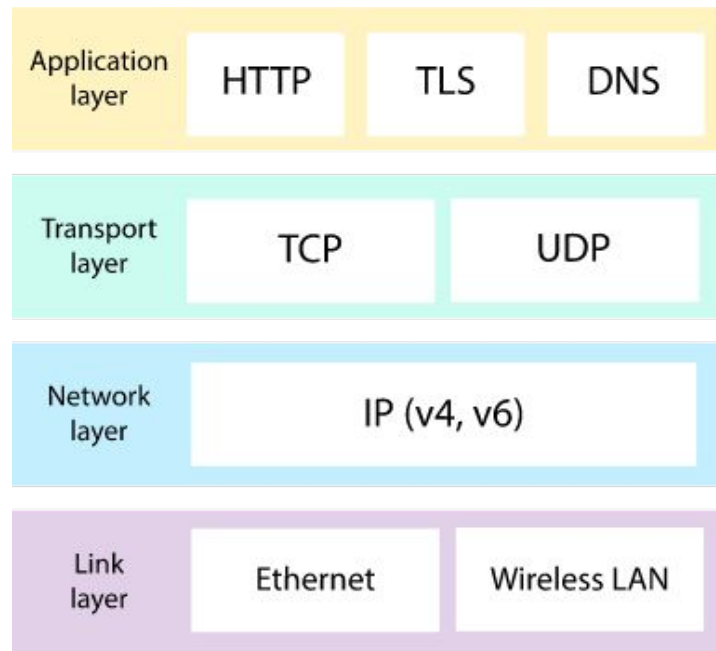 Application
layer
HTTP
TLS
DNS
Transport
layer
TCP
UDP
Network
layer
IP (v4, v6)
Link
layer
Ethernet
Wireless LAN